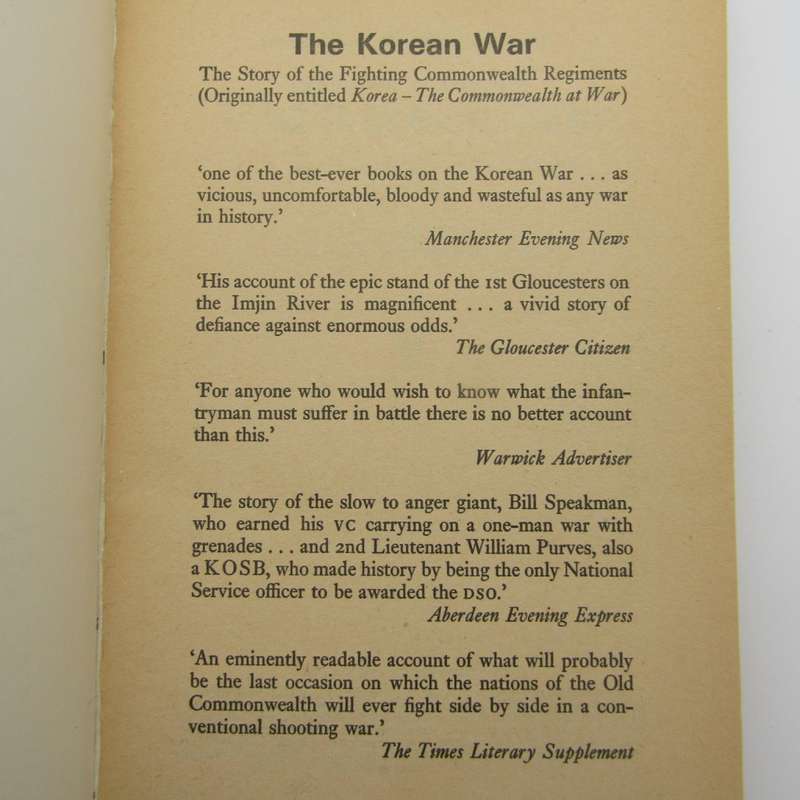 The Korean War
The Story of the Fighting Commonwealth Regiments
(Originally entitled Korea – The Commonwealth at War)
‘one of the best-ever books on the Korean War . . . as
vicious, uncomfortable, bloody and wasteful as any war
in history.’
Manchester Evening News
‘His account of the epic stand of the 1st Gloucesters on
the Imjin River is magnificent . . . a vivid story of
defiance against enormous odds.’
The Gloucester Citizen
‘For anyone who would wish to know what the infan-
tryman must suffer in battle there is no better account
than this.’
Warwick Advertiser
‘The story of the slow to anger giant, Bill Speakman,
who earned his VC carrying on a one-man war with
grenades . . . and 2nd Lieutenant William Purves, also
a KOSB, who made history by being the only National
Service officer to be awarded the DSO.’
Aberdeen Evening Express
‘An eminently readable account of what will probably
be the last occasion on which the nations of the Old
Commonwealth will ever fight side by side in a con-
ventional shooting war.’
The Times Literary Supplement